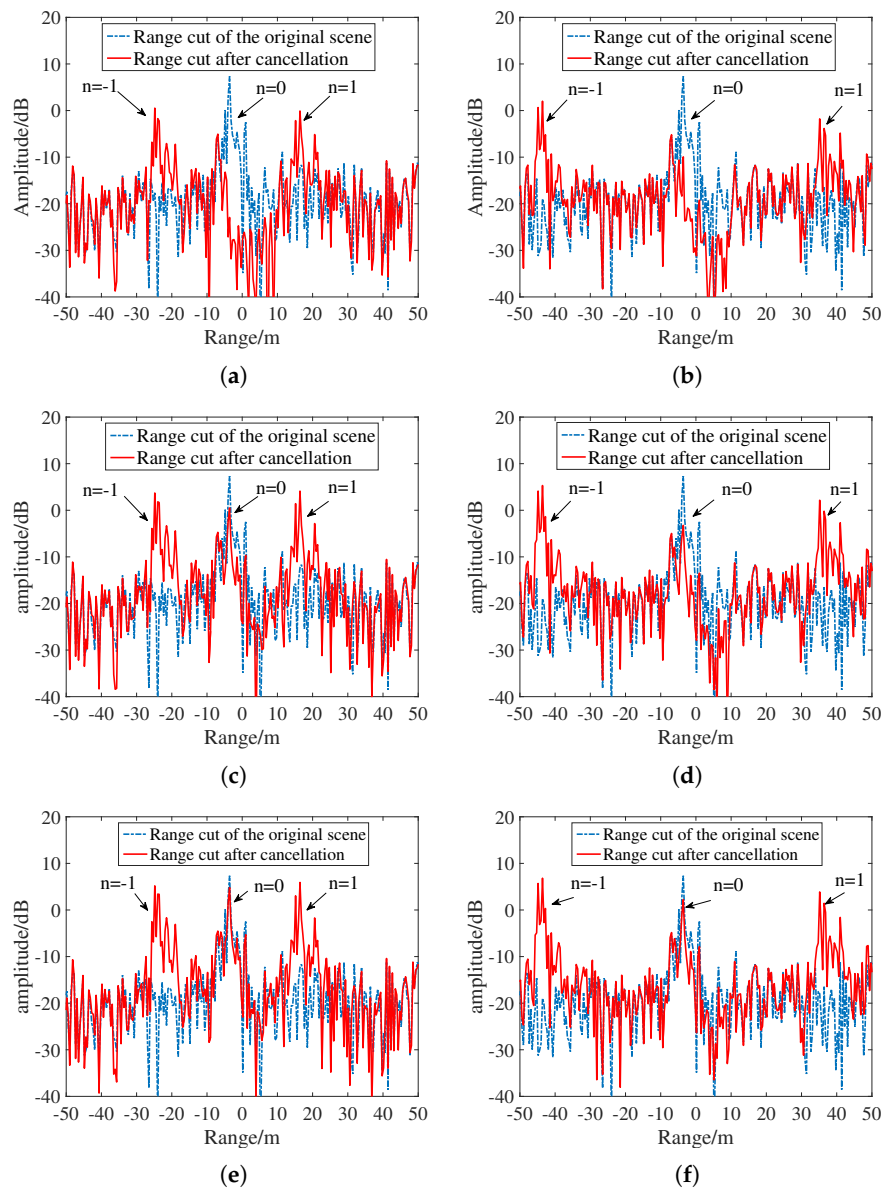 20
Range cut of the original scene
Range cut after cancellation
n=-1
n=0
n=1
10
0
-10
-20
-30
-40
Amplitude/dB
-50 -40 -30 -20 -10 0 10 20 30 40 50
Range/m
(a)
20
Range cut of the original scene
Range cut after cancellation
n=-1
n=0
n=1
10
0
-10
-20
-30
-40
Amplitude/dB
-50 -40 -30 -20 -10 0 10 20 30 40 50
Range/m
(b)
20
Range cut of the original scene
Range cut after cancellation
n=-1
n=0
n=1
10
0
-10
-20
-30
-40
amplitude/dB
-50 -40 -30 -20 -10 0 10 20 30 40 50
Range/m
(c)
20
Range cut of the original scene
Range cut after cancellation
n=-1
n=0
n=1
10
0
-10
-20
-30
-40
amplitude/dB
-50 -40 -30 -20 -10 0 10 20 30 40 50
Range/m
(d)
20
Range cut of the original scene
Range cut after cancellation
n=-1
n=0
n=1
10
0
-10
-20
-30
-40
amplitude/dB
-50 -40 -30 -20 -10 0 10 20 30 40 50
Range/m
(e)
20
Range cut of the original scene
Range cut after cancellation
n=-1
n=0
n=1
10
0
-10
-20
-30
-40
amplitude/dB
-50 -40 -30 -20 -10 0 10 20 30 40 50
Range/m
(f)